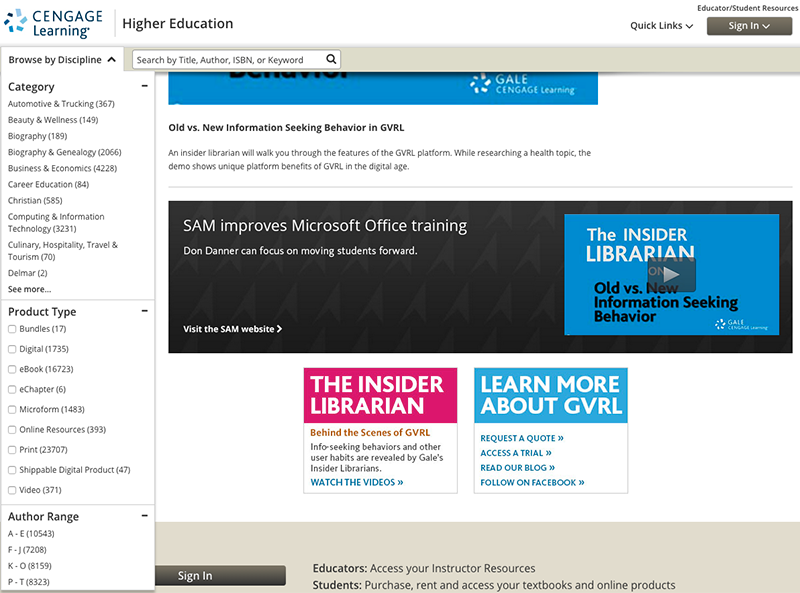 CENGAGE
Learning
Higher Education
Educator/Student Resources
Quick Links
Sign In
Browse by Discipline
Search by Title, Author, ISBN, or Keyword
Category
Automotive & Trucking (367)
Beauty & Wellness (149)
Biography (189)
Biography & Genealogy (2066)
Business & Economics (4228)
Career Education (84)
Christian (585)
Computing & Information
Technology (3231)
Culinary, Hospitality, Travel &
Tourism (70)
Delmar (2)
See more...
Product Type
Bundles (17)
Digital (1735)
eBook (16723)
eChapter (6)
Microform (1483)
Online Resources (393)
Print (23707)
Shippable Digital Product (47)
Video (371)
Author Range
A - E (10543)
F - J (7208)
K - O (8159)
P - T (8323)
Behavior
GALE
CENGAGE Learning
Old vs. New Information Seeking Behavior in GVRL
An insider librarian will walk you through the features of the GVRL platform. While researching a health topic, the
demo shows unique platform benefits of GVRL in the digital age.
SAM improves Microsoft Office training
Don Danner can focus on moving students forward.
Visit the SAM website
The INSIDER
LIBRARIAN
ON
Old vs. New
Information Seeking
Behavior
GALE
CENGAGE Learning
THE INSIDER
LIBRARIAN
Behind the Scenes of GVRL
Info-seeking behaviors and other
user habits are revealed by Gale's
Insider Librarians.
WATCH THE VIDEOS »
LEARN MORE
ABOUT GVRL
REQUEST A QUOTE »
ACCESS A TRIAL »
READ OUR BLOG »
FOLLOW ON FACEBOOK »
Sign In
Educators: Access your Instructor Resources
Students: Purchase, rent and access your textbooks and online products